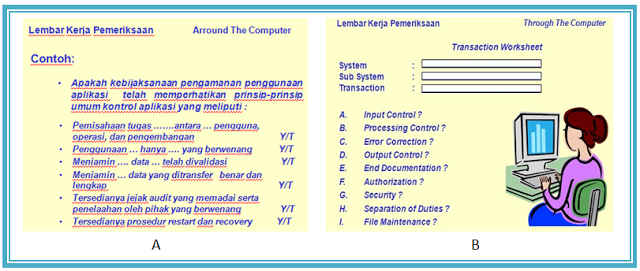 Lembar Kerja Pemeriksaan Arround The Computer
Contoh:
• Apakah kebijaksanaan pengamanan penggunaan
aplikasi telah memperhatikan prinsip-prinsip
umum kontrol aplikasi yang meliputi :
• Pemisahaan tugas .......antara ... pengguna,
operasi, dan pengembangan Y/T
• Penggunaan ... hanya .... yang berwenang Y/T
• Menjamin .... data ... telah divalidasi Y/T
• Menjamin ... data yang ditransfer benar dan
lengkap Y/T
• Tersedianya jejak audit yang memadai serta
penelaahan oleh pihak yang berwenang Y/T
• Tersedianya prosedur restart dan recovery Y/T
A
Lembar Kerja Pemeriksaan Through The Computer
Transaction Worksheet
System :
Sub System :
Transaction :
A. Input Control ?
B. Processing Control ?
C. Error Correction ?
D. Output Control ?
E. End Documentation ?
F. Authorization ?
G. Security ?
H. Separation of Duties ?
I. File Maintenance ?
B